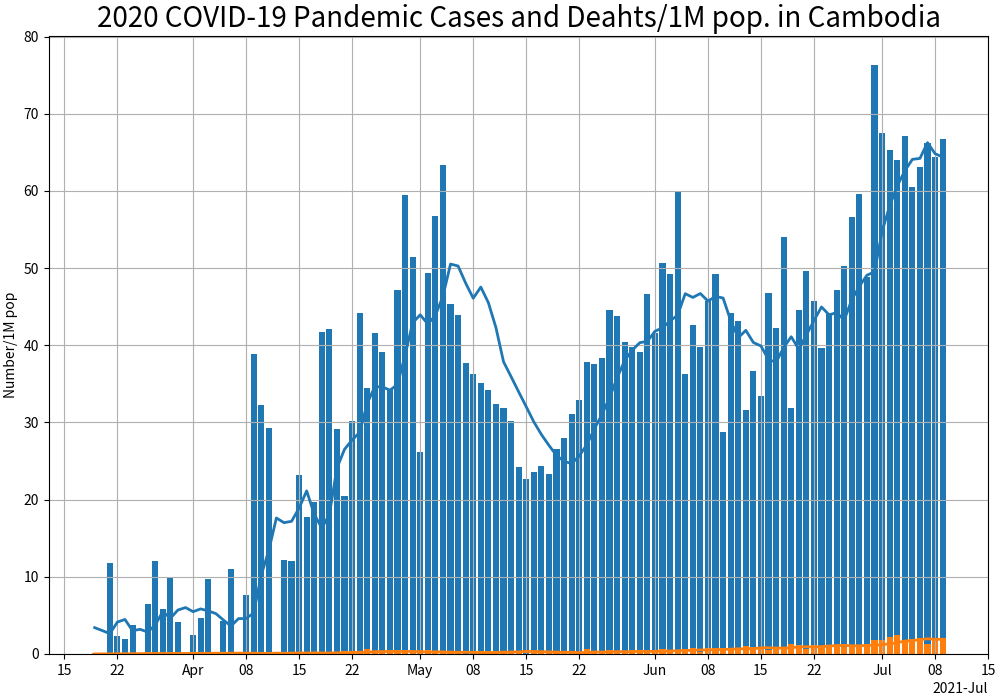 2020 COVID-19 Pandemic Cases and Deahts/1M pop. in Cambodia
Number/1M pop
80
70
60
50
40
30
20
10
0
15 22 Apr 08 15 22 May 08 15 22 Jun 08 15 22 Jul 08 15
2021-Jul